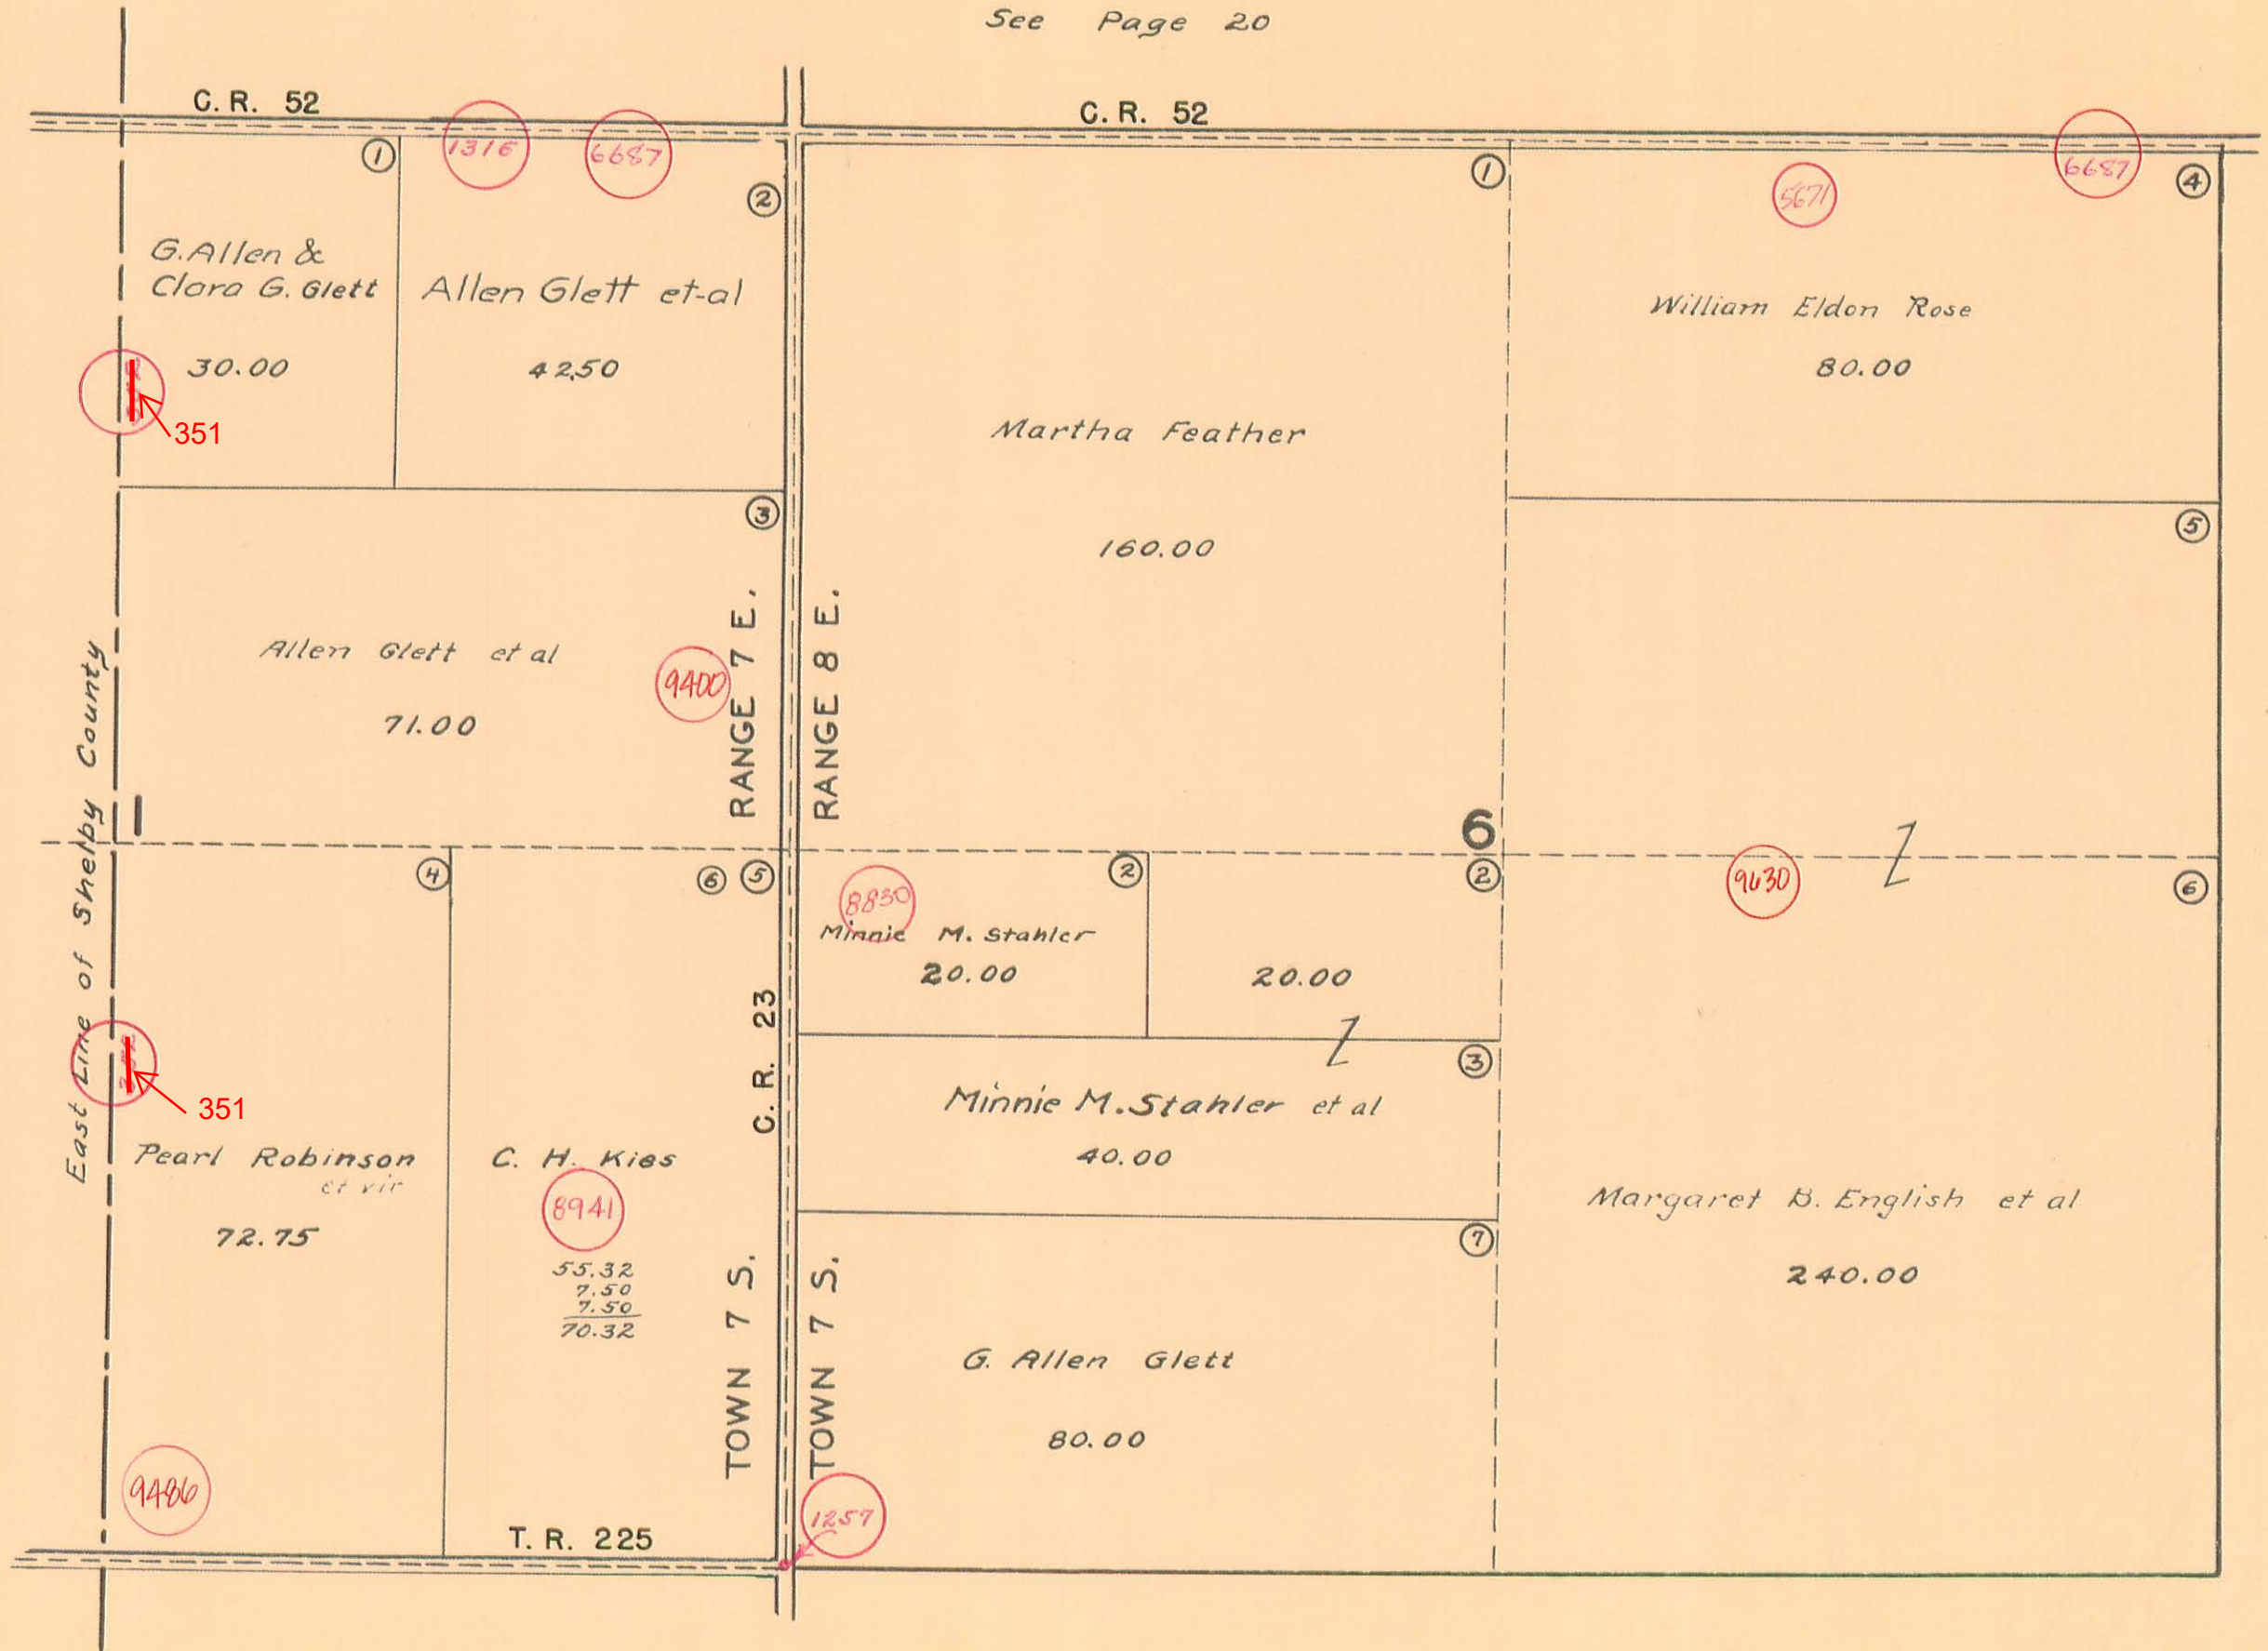 See Page 20
C. R. 52
C. R. 52
1
1316
6687
2
G. Allen &
Clara G. Glett
30.00
351
Allen Glett et-al
42.50
3
Allen Glett et al
71.00
9400
RANGE 7 E.
RANGE 8 E.
1
Martha Feather
160.00
5671
6687
4
William Eldon Rose
80.00
5
East Line of Shelby County
1
6
4
6 5
2
2
6
8830
Minnie M. Stahler
20.00
20.00
9630
3
Minnie M. Stahler et al
40.00
C. R. 23
351
Pearl Robinson
et vir
72.75
9486
C. H. Kies
8941
55.32
7.50
7.50
70.32
TOWN 7 S.
TOWN 7 S.
7
G. Allen Glett
80.00
Margaret B. English et al
240.00
1257
T. R. 225